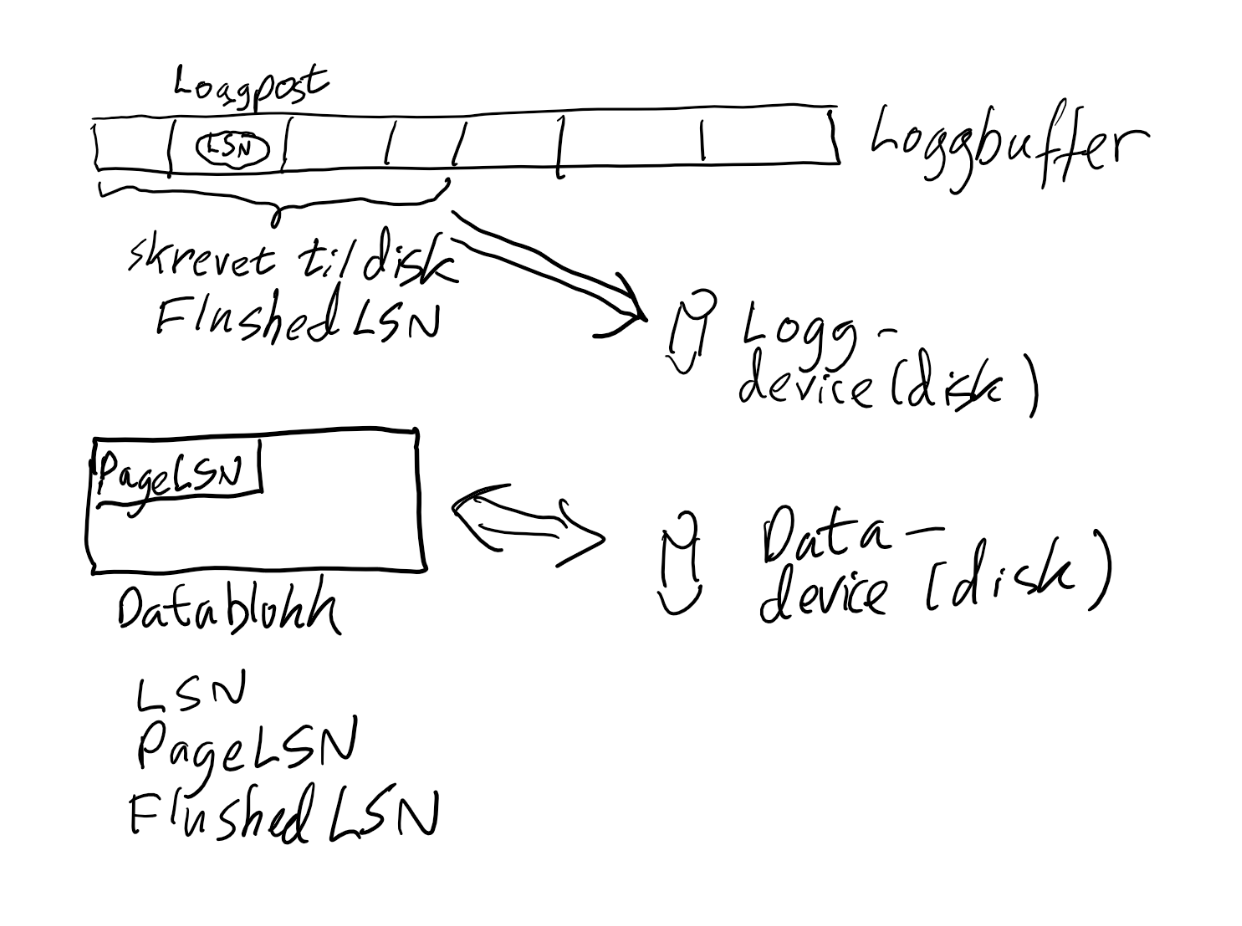 Loggpost
LSN
Loggbuffer
skrevet til disk
FlushedLSN
Logg-
device (disk)
PageLSN
Data-
device (disk)
Datablokk
LSN
PageLSN
FlushedLSN